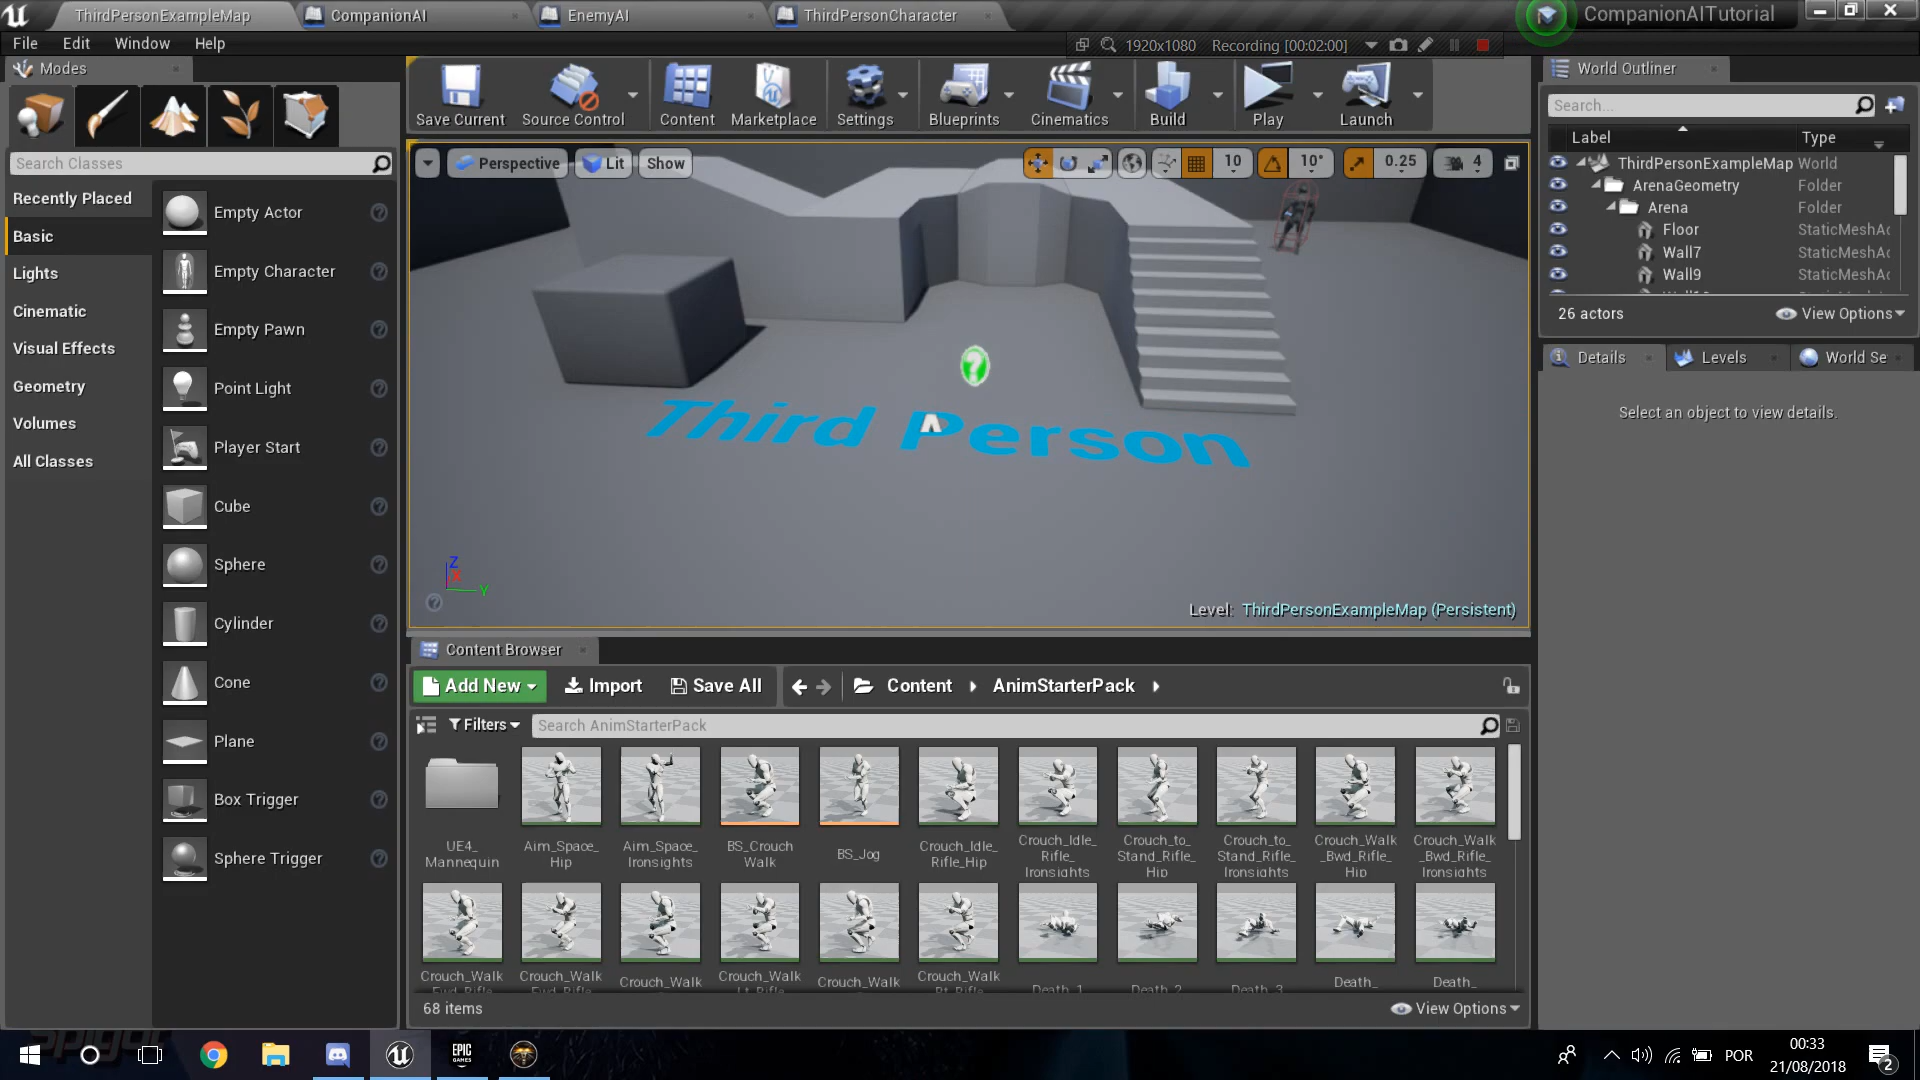 ThirdPersonExampleMap
CompanionAI
EnemyAI
ThirdPersonCharacter
CompanionAITutorial
File Edit Window Help
1920x1080 Recording [00:02:00]
Modes
Search Classes
Recently Placed
Basic
Lights
Cinematic
Visual Effects
Geometry
Volumes
All Classes
Empty Actor
Empty Character
Empty Pawn
Point Light
Player Start
Cube
Sphere
Cylinder
Cone
Plane
Box Trigger
Sphere Trigger
Save Current
Source Control
Content
Marketplace
Settings
Blueprints
Cinematics
Build
Play
Launch
Perspective
Lit
Show
10
10°
0.25
4
Third Person
Z
X
Y
Level: ThirdPersonExampleMap (Persistent)
World Outliner
Search...
Label Type
ThirdPersonExampleMap World
ArenaGeometry Folder
Arena Folder
Floor StaticMeshAc
Wall7 StaticMeshAc
Wall9 StaticMeshAc
26 actors
View Options
Details
Levels
World Se
Select an object to view details.
Content Browser
Add New
Import
Save All
Content
AnimStarterPack
Filters
Search AnimStarterPack
UE4_
Mannequin
Aim_Space_
Hip
Aim_Space_
Ironsights
BS_Crouch
Walk
BS_Jog
Crouch_Idle_
Rifle_Hip
Crouch_Idle_
Rifle_
Ironsights
Crouch_to_
Stand_Rifle_
Hip
Crouch_to_
Stand_Rifle_
Ironsights
Crouch_Walk
_Bwd_Rifle_
Hip
Crouch_Walk
_Bwd_Rifle_
Ironsights
Crouch_Walk
_Fwd_Rifle_
Crouch_Walk
_Fwd_Rifle_
Crouch_Walk
Crouch_Walk
_Lt_Rifle_
Crouch_Walk
Crouch_Walk
_Rt_Rifle_
Death_1
Death_2
Death_3
Death_
Death_
68 items
View Options
EPIC
GAMES
POR
00:33
21/08/2018
2